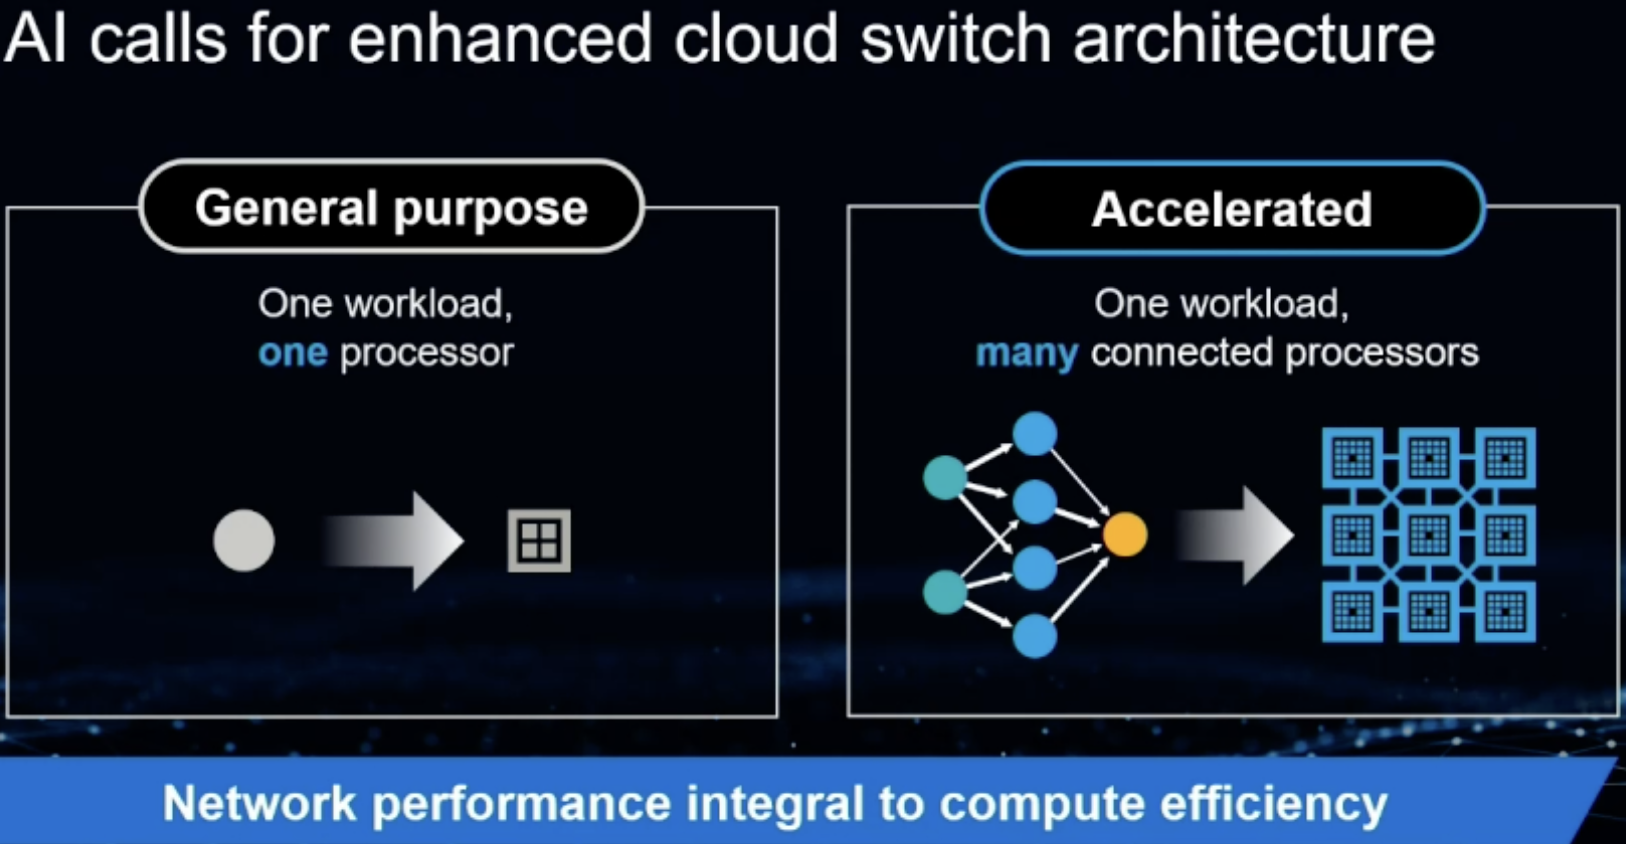 AI calls for enhanced cloud switch architecture
General purpose
One workload,
one processor
Accelerated
One workload,
many connected processors
Network performance integral to compute efficiency